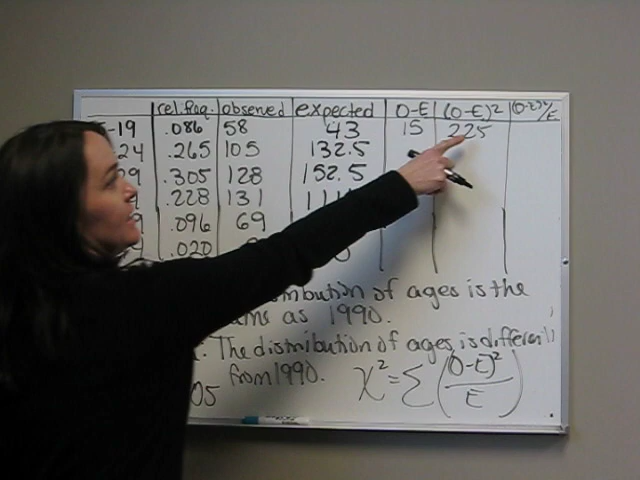 rel.freq. observed expected O-E (O-E)² (O-E)²/E
-19 .086 58 43 15 225
24 .265 105 132.5
29 .305 128 152.5
.228 131 11
9 .096 69
.020
of ages is the
as 1990.
: The distribution of ages is different
from 1990. χ² = Σ ( (O-E)² / E )
05